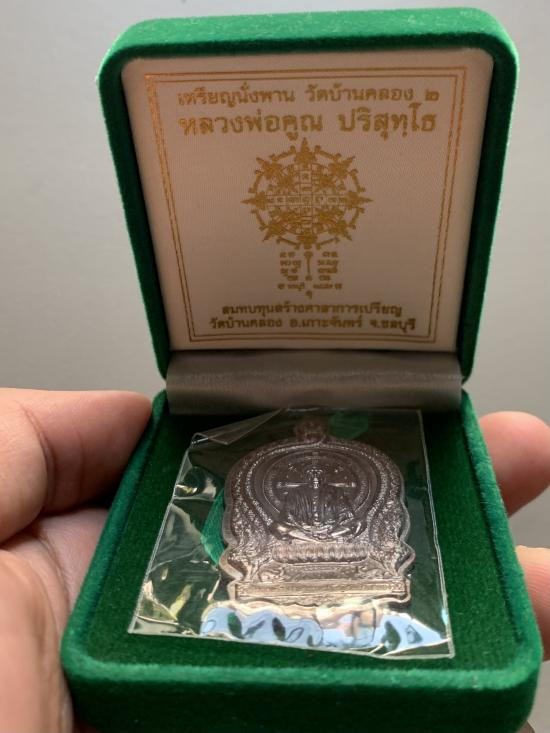 เหรียญนั่งพาน วัดบ้านคลอง ๒
หลวงพ่อคูณ ปริสุทฺโธ
สมทบทุนสร้างศาลาการเปรียญ
วัดบ้านคลอง อ.เกาะจันทร์ จ.ชลบุรี